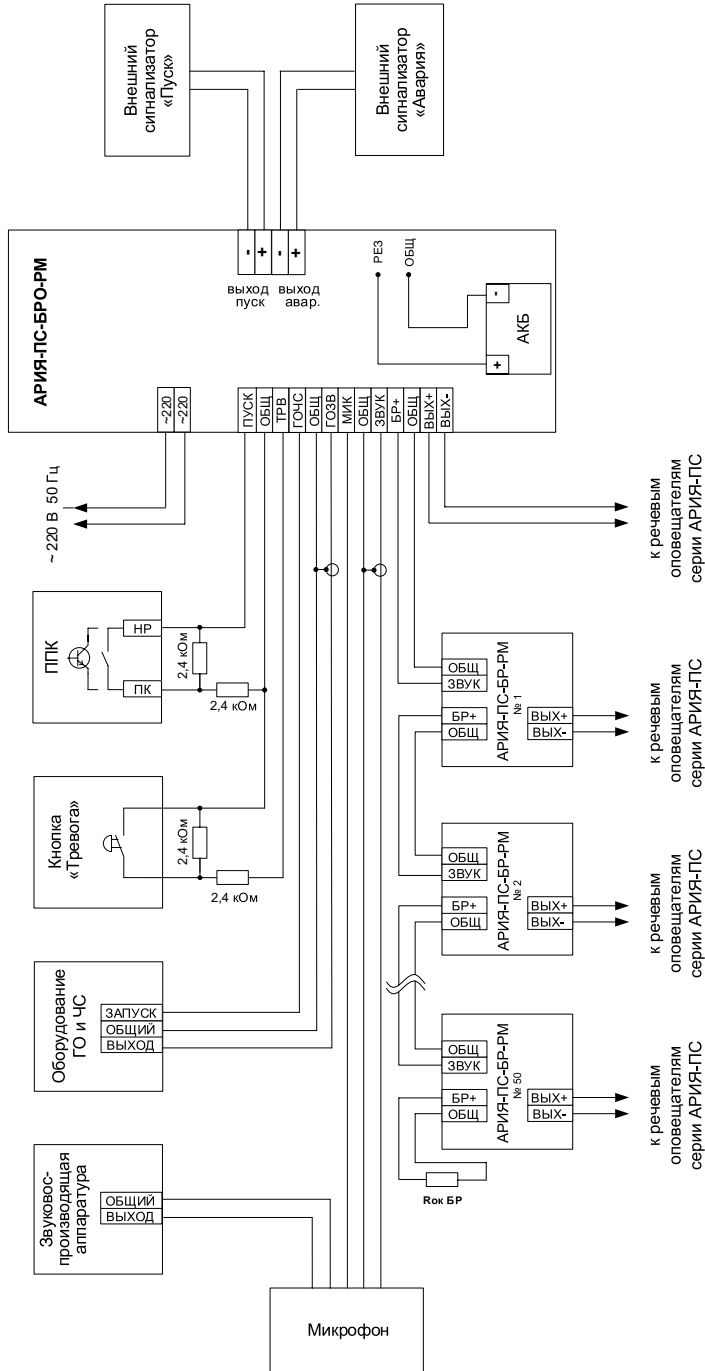 Внешний
сигнализатор
«Пуск»
Внешний
сигнализатор
«Авария»
АРИЯ-ПС-БРО-РМ
-
+
-
+
выход
пуск
выход
авар.
РЕЗ
ОБЩ
+
-
АКБ
~220
~220
ПУСК
ОБЩ
ТРВ
ГОЧС
ОБЩ
ГОЗВ
МИК
ОБЩ
ЗВУК
БР+
ОБЩ
ВЫХ+
ВЫХ-
~ 220 В 50 Гц
ППК
НР
ПК
2,4 кОм
2,4 кОм
Кнопка
«Тревога»
2,4 кОм
2,4 кОм
Оборудование
ГО и ЧС
ЗАПУСК
ОБЩИЙ
ВЫХОД
Звуковос-
производящая
аппаратура
ОБЩИЙ
ВЫХОД
Микрофон
к речевым
оповещателям
серии АРИЯ-ПС
ОБЩ
ЗВУК
БР+
ОБЩ
АРИЯ-ПС-БР-РМ
№ 1
ВЫХ+
ВЫХ-
к речевым
оповещателям
серии АРИЯ-ПС
ОБЩ
ЗВУК
БР+
ОБЩ
АРИЯ-ПС-БР-РМ
№ 2
ВЫХ+
ВЫХ-
к речевым
оповещателям
серии АРИЯ-ПС
ОБЩ
ЗВУК
БР+
ОБЩ
АРИЯ-ПС-БР-РМ
№ 50
ВЫХ+
ВЫХ-
к речевым
оповещателям
серии АРИЯ-ПС
Rок БР